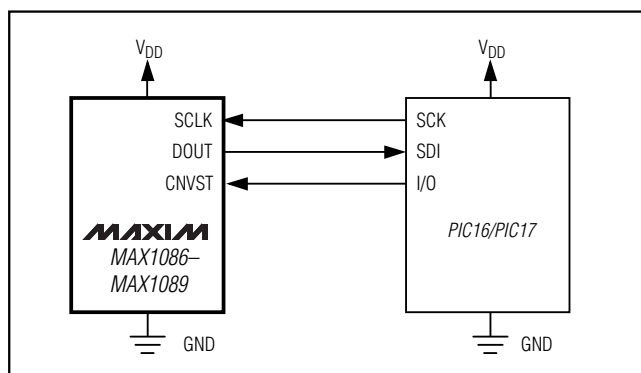 VDD
VDD
SCLK
SCK
DOUT
SDI
CNVST
I/O
MAXIM
MAX1086–
MAX1089
PIC16/PIC17
GND
GND